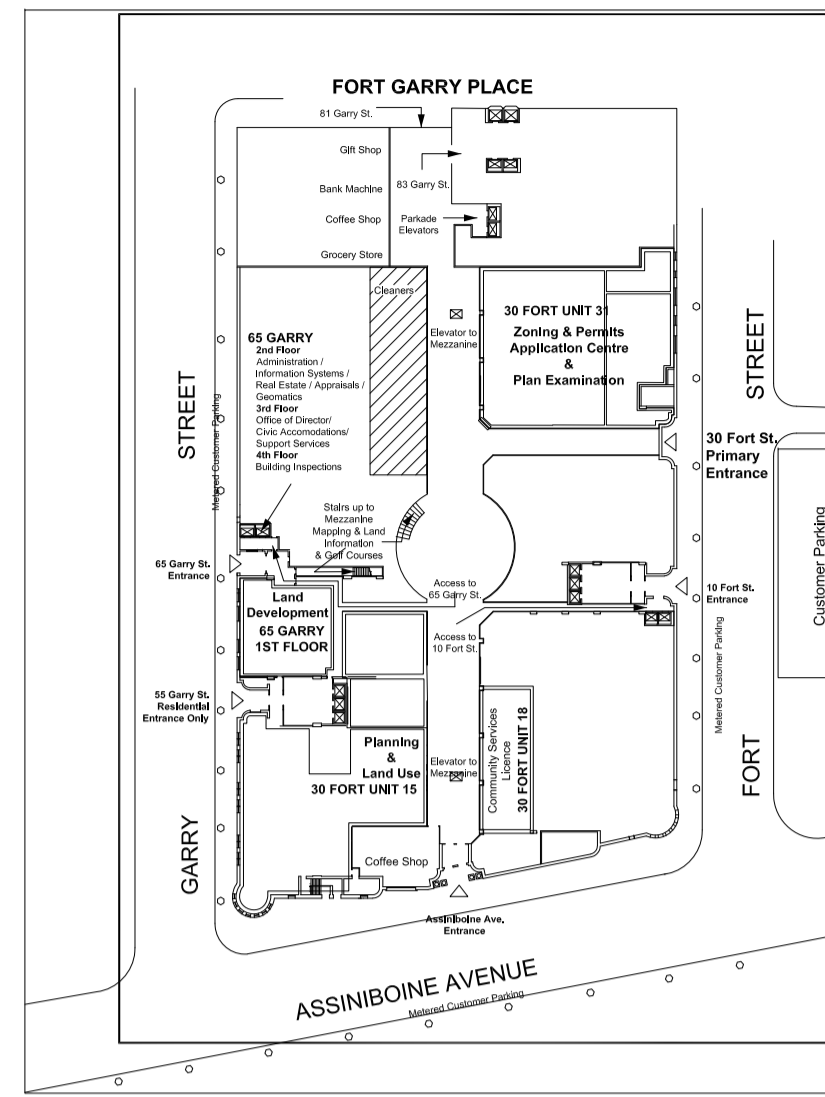 FORT GARRY PLACE
81 Garry St.
Gift Shop
Bank Machine
83 Garry St.
Coffee Shop
Parkade
Elevators
Grocery Store
Cleaners
Elevator to
Mezzanine
30 FORT UNIT 31
Zoning & Permits
Application Centre
&
Plan Examination
65 GARRY
2nd Floor
Administration /
Information Systems /
Real Estate / Appraisals /
Geomatics
3rd Floor
Office of Director/
Civic Accomodations/
Support Services
4th Floor
Building Inspections
STREET
Metered Customer Parking
STREET
30 Fort St.
Primary
Entrance
Customer Parking
Stairs up to
Mezzanine
Mapping & Land
Information
& Golf Courses
65 Garry St.
Entrance
Access to
65 Garry St.
10 Fort St.
Entrance
Land
Development
65 GARRY
1ST FLOOR
Access to
10 Fort St.
Metered Customer Parking
55 Garry St.
Residential
Entrance Only
Planning
&
Land Use
30 FORT UNIT 15
Elevator to
Mezzanine
Community Services
Licence
30 FORT UNIT 18
FORT
GARRY
Coffee Shop
Assiniboine Ave.
Entrance
ASSINIBOINE AVENUE
Metered Customer Parking